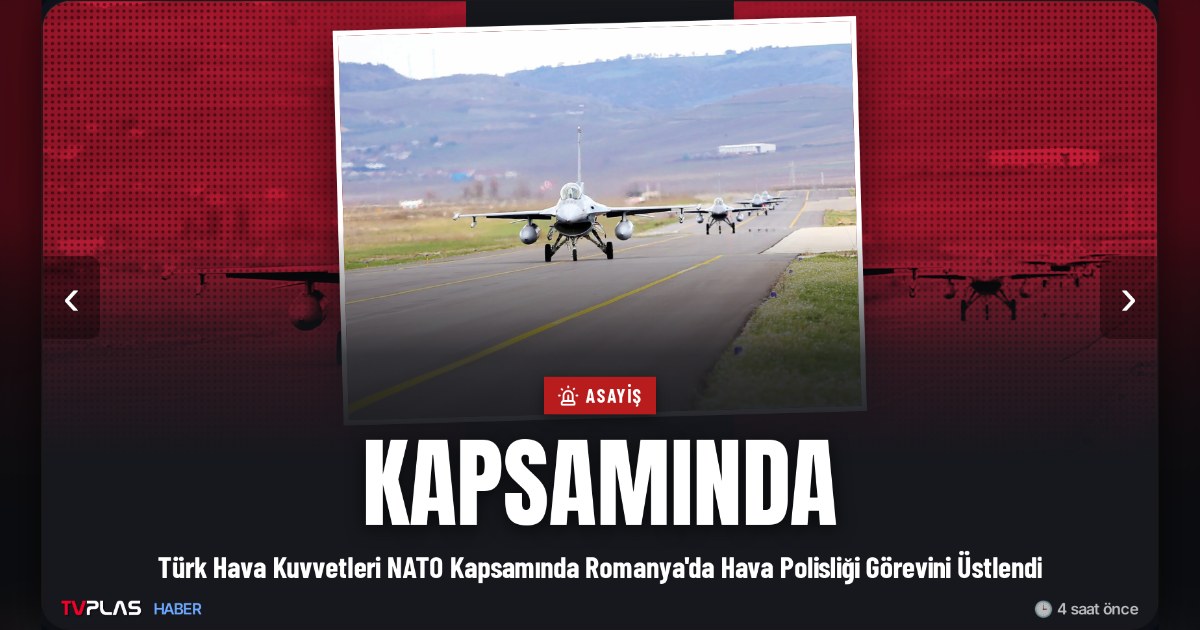 ASAYİŞ
KAPSAMINDA
Türk Hava Kuvvetleri NATO Kapsamında Romanya'da Hava Polisliği Görevini Üstlendi
TVPLAS HABER
4 saat önce